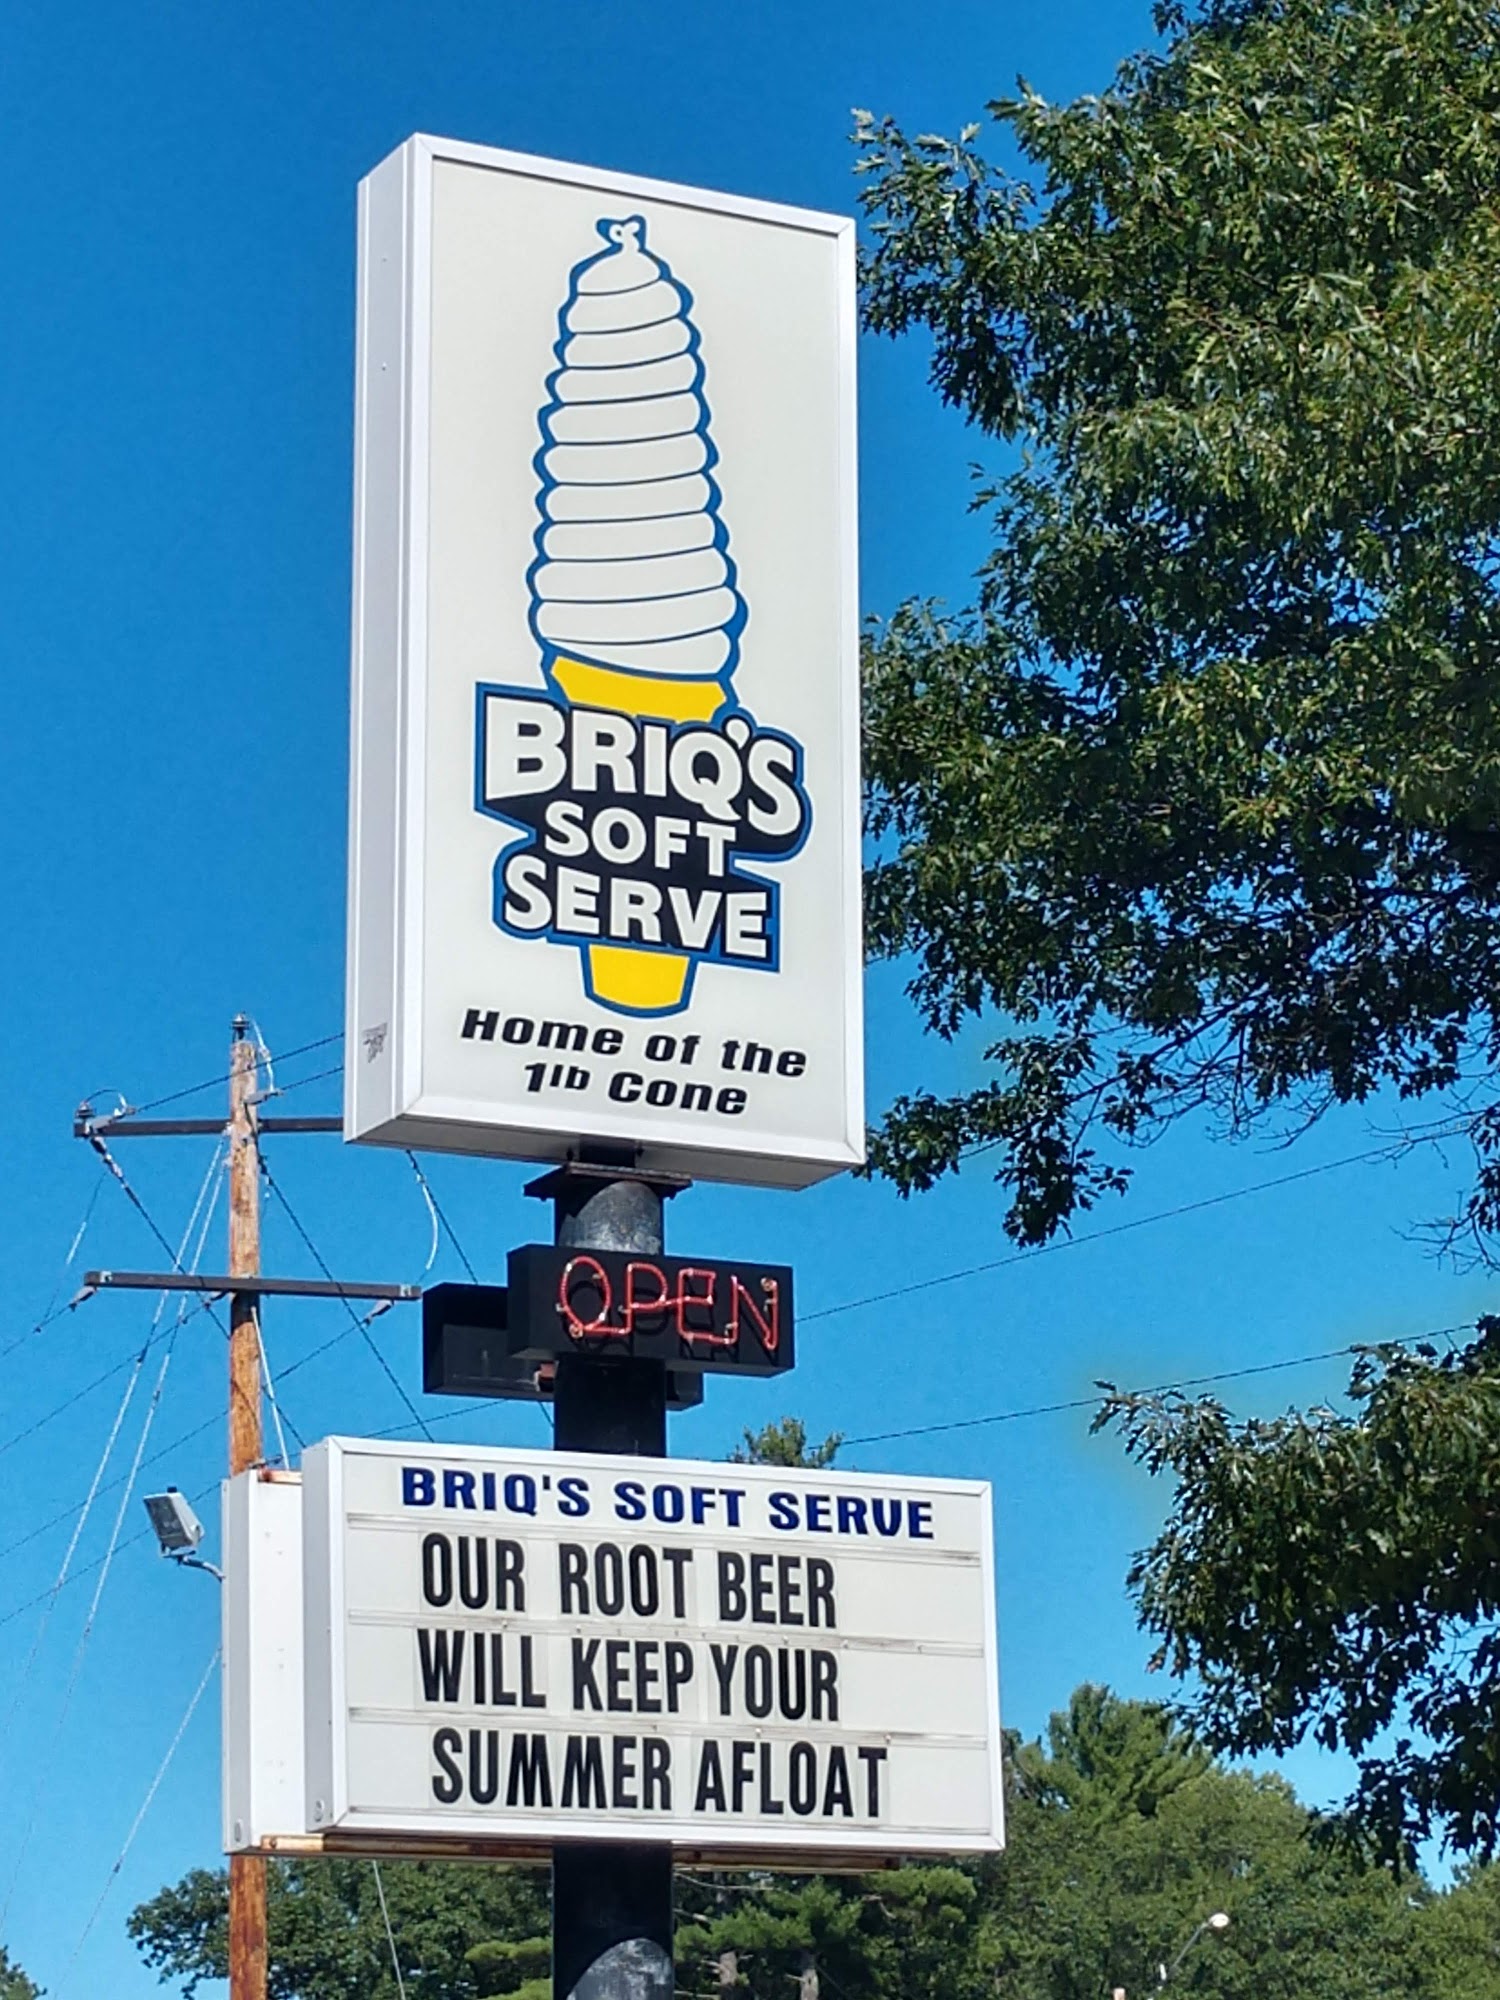 BRIQ'S
SOFT
SERVE
Home of the
1lb Cone
OPEN
BRIQ'S SOFT SERVE
OUR ROOT BEER
WILL KEEP YOUR
SUMMER AFLOAT